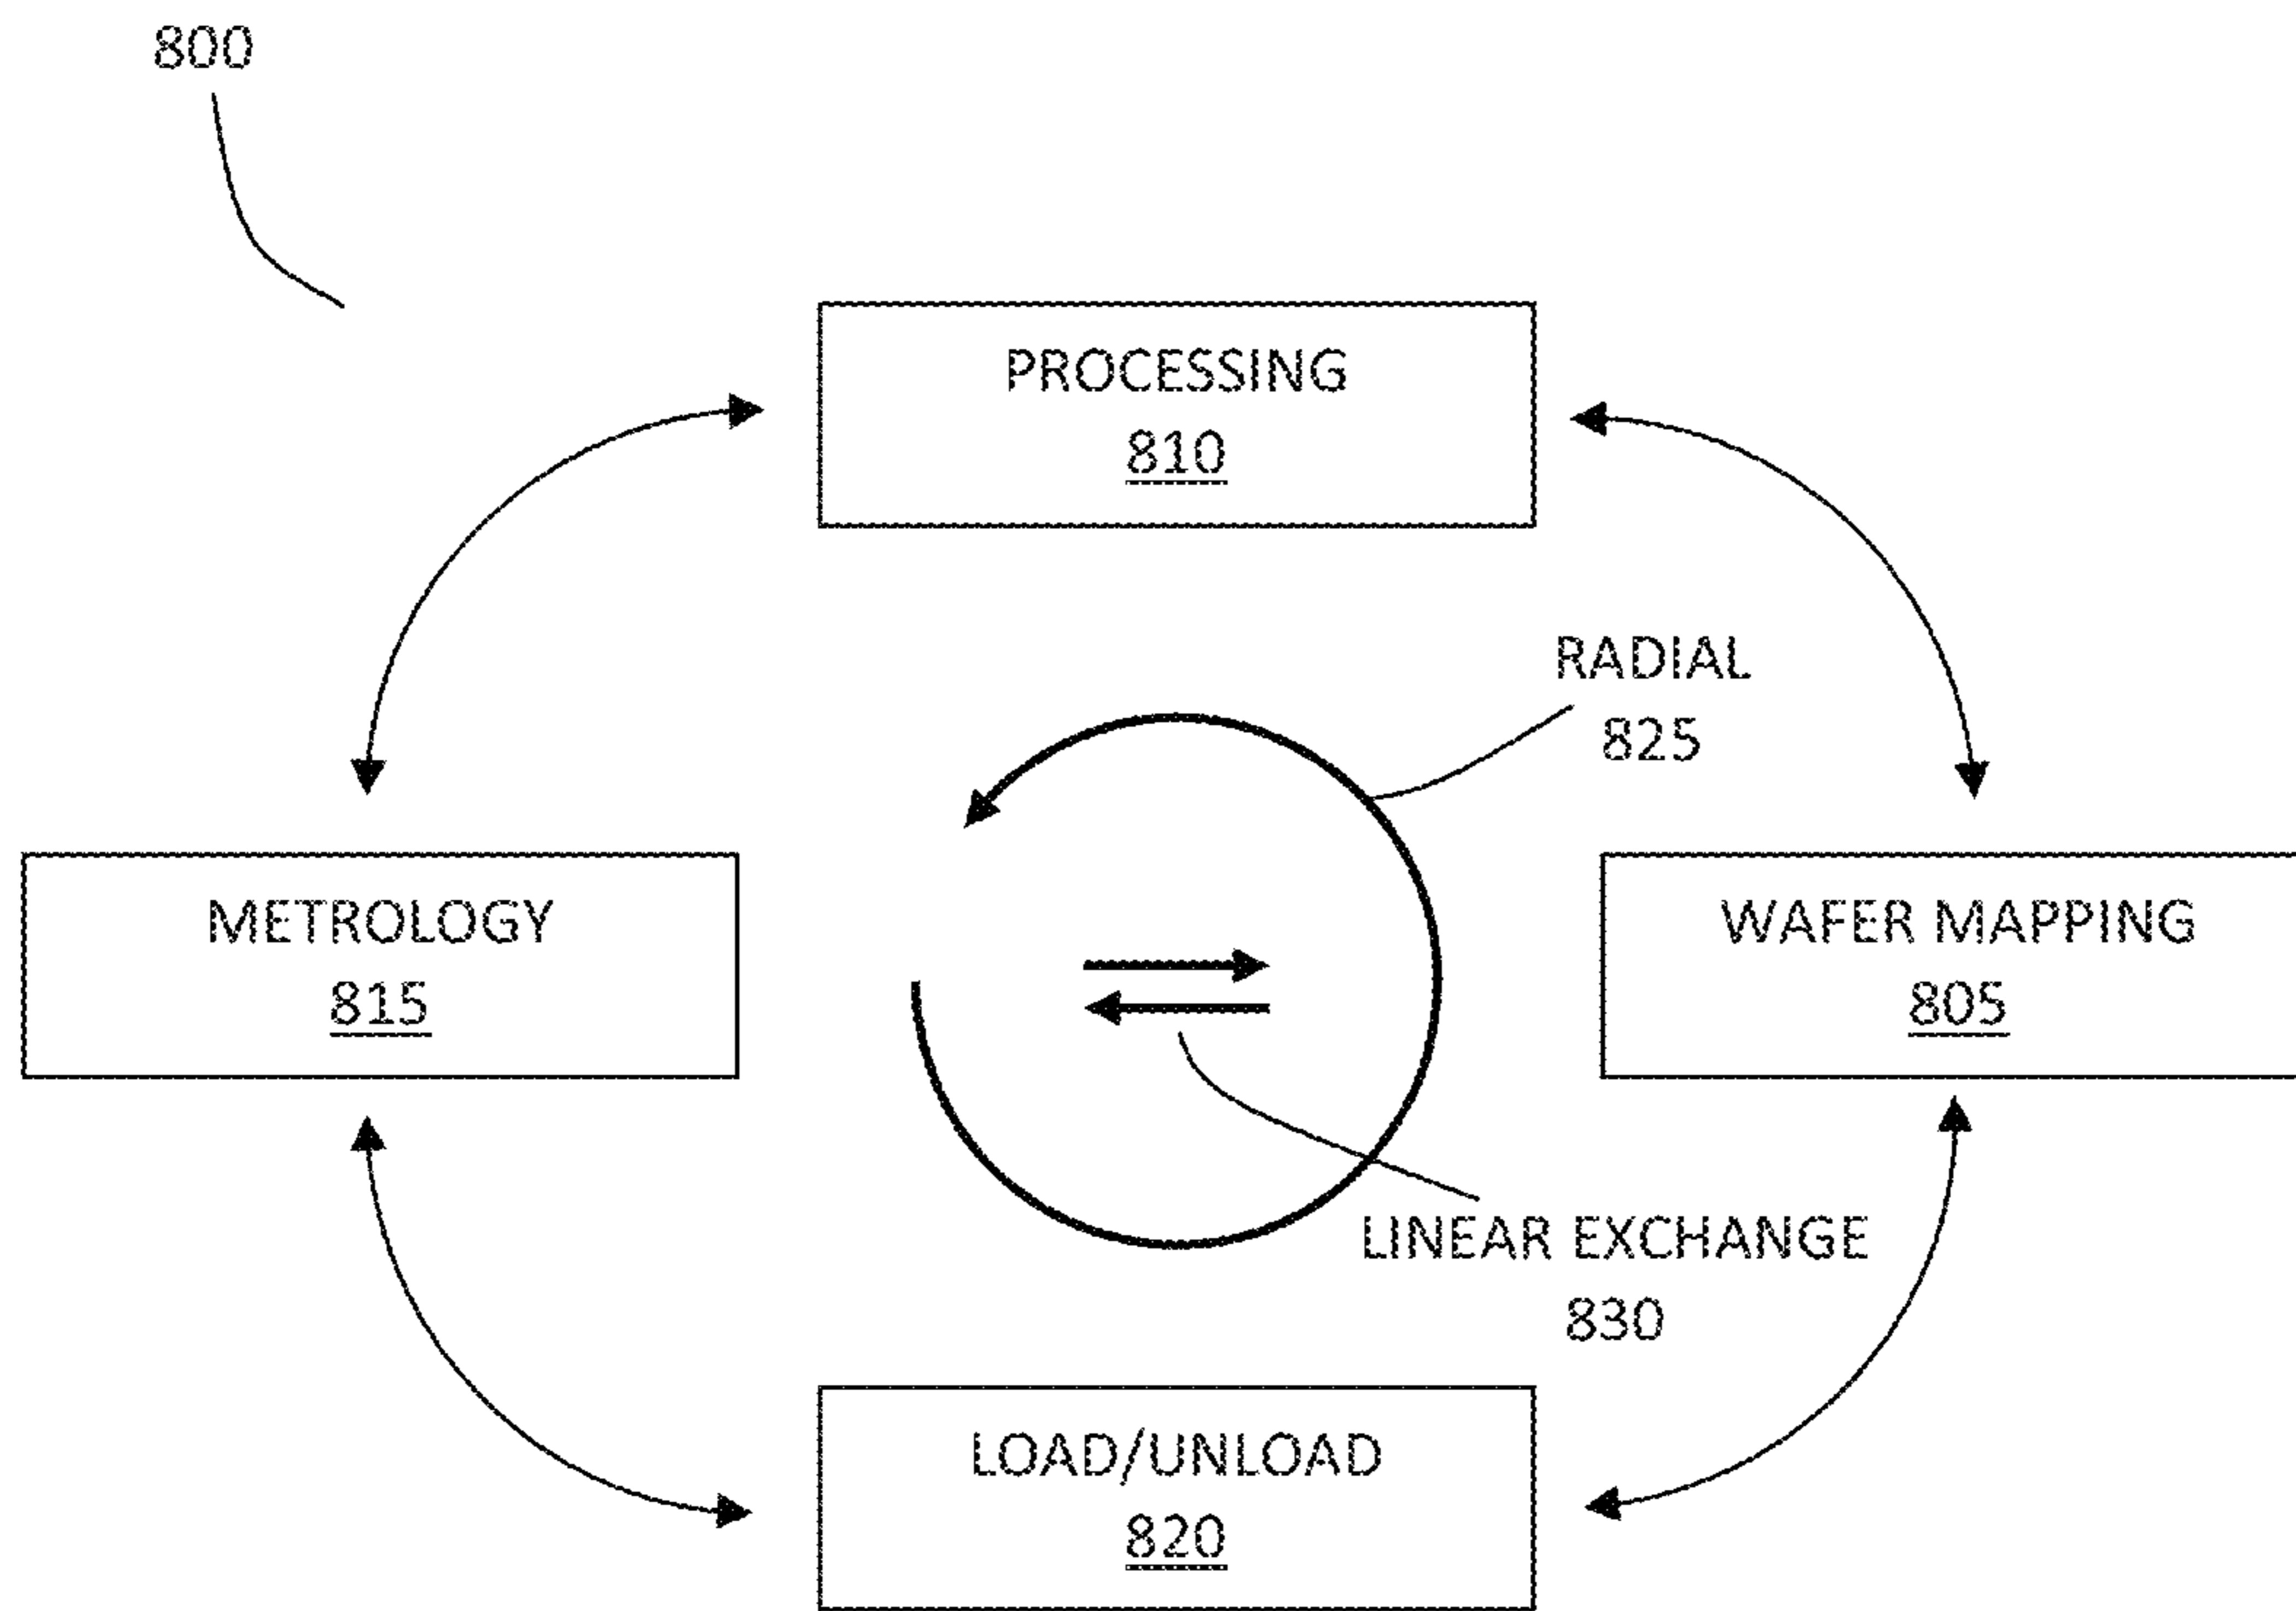 800
PROCESSING
810
RADIAL
825
METROLOGY
815
WAFER MAPPING
805
LINEAR EXCHANGE
830
LOAD/UNLOAD
820